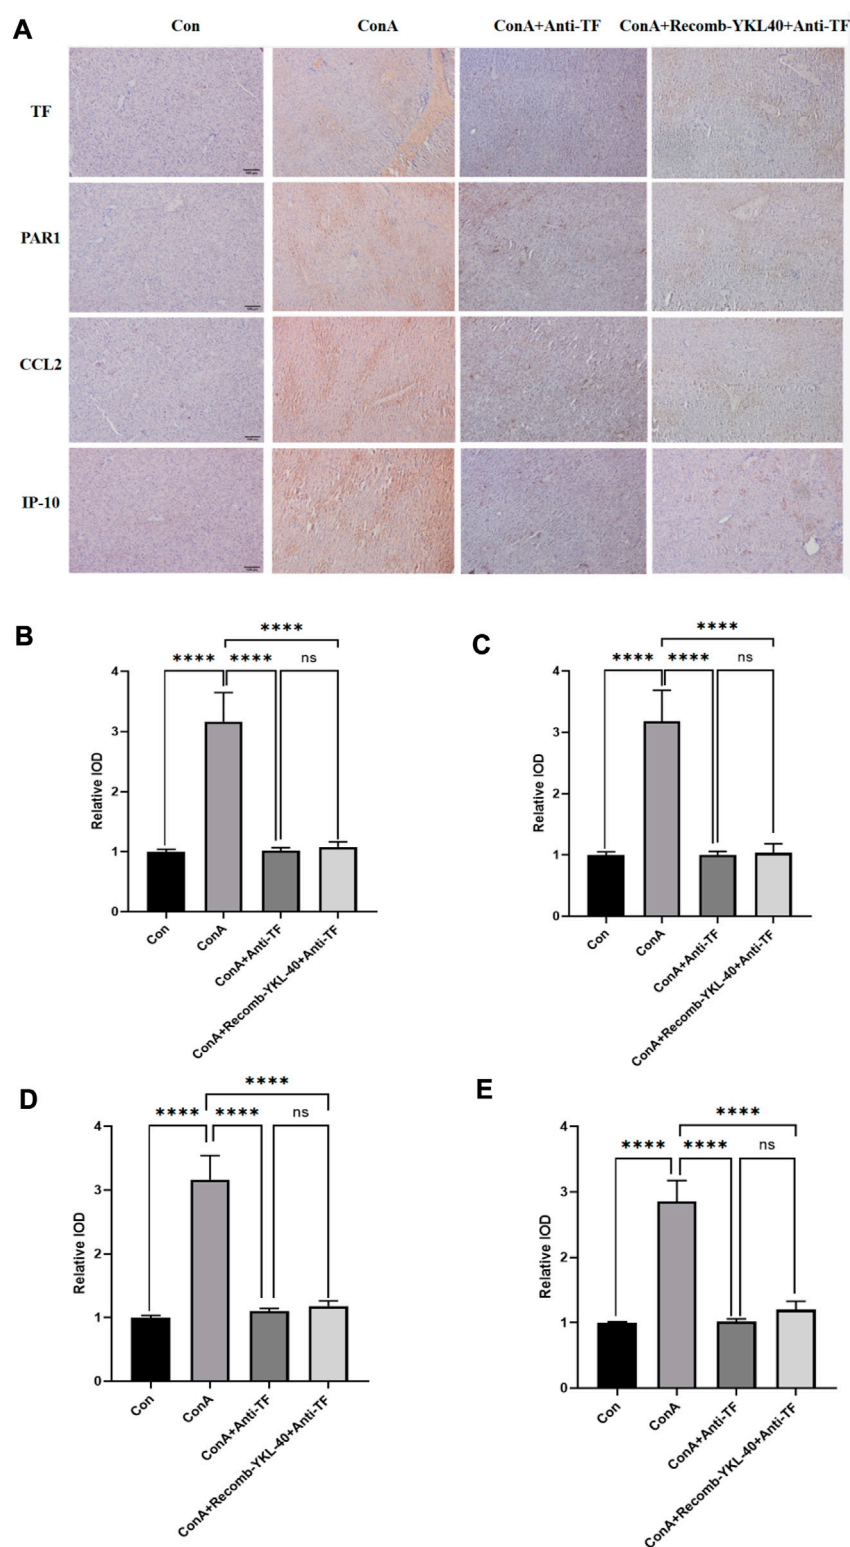 A
Con ConA ConA+Anti-TF ConA+Recomb-YKL40+Anti-TF
TF
PAR1
CCL2
IP-10
B
****
**** **** ns
4
3
2
1
0
Relative IOD
Con
ConA
ConA+Anti-TF
ConA+Recomb-YKL-40+Anti-TF
C
****
**** **** ns
4
3
2
1
0
Relative IOD
Con
ConA
ConA+Anti-TF
ConA+Recomb-YKL-40+Anti-TF
D
****
**** **** ns
4
3
2
1
0
Relative IOD
Con
ConA
ConA+Anti-TF
ConA+Recomb-YKL-40+Anti-TF
E
****
**** **** ns
4
3
2
1
0
Relative IOD
Con
ConA
ConA+Anti-TF
ConA+Recomb-YKL-40+Anti-TF